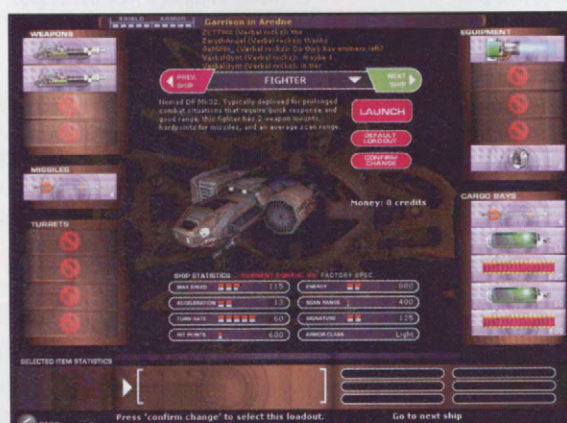 SHIELD ARMOR
Garrison in Aredne
WEAPONS
EQUIPMENT
PREV. SHIP
FIGHTER
NEXT SHIP
Nomad DF Mk32. Typically deployed for prolonged
combat situations that require quick response and
good range, this fighter has 2 weapon mounts,
hardpoints for missiles, and an average scan range.
LAUNCH
DEFAULT LOADOUT
CONFIRM CHANGE
MISSILES
Money: 0 credits
CARGO BAYS
TURRETS
SHIP STATISTICS CURRENT CONFIG. VS FACTORY SPEC.
MAX SPEED 115
ENERGY
ACCELERATION 13
SCAN RANGE 400
TURN RATE 60
SIGNATURE 125
HIT POINTS 600
ARMOR CLASS Light
SELECTED ITEM STATISTICS
Press 'confirm change' to select this loadout.
Go to next ship